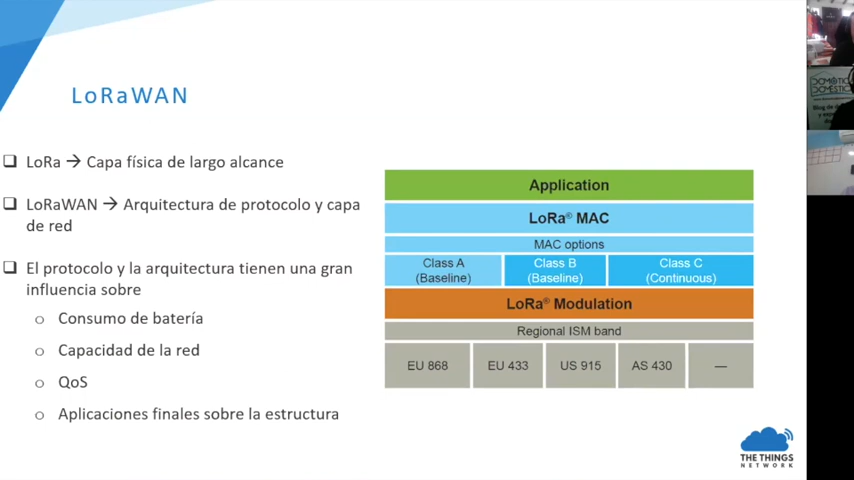 LoRaWAN
LoRa → Capa física de largo alcance
LoRaWAN → Arquitectura de protocolo y capa
de red
El protocolo y la arquitectura tienen una gran
influencia sobre
Consumo de batería
Capacidad de la red
QoS
Aplicaciones finales sobre la estructura
Application
LoRa® MAC
MAC options
Class A
(Baseline)
Class B
(Baseline)
Class C
(Continuous)
LoRa® Modulation
Regional ISM band
EU 868
EU 433
US 915
AS 430
—
THE THINGS
NETWORK